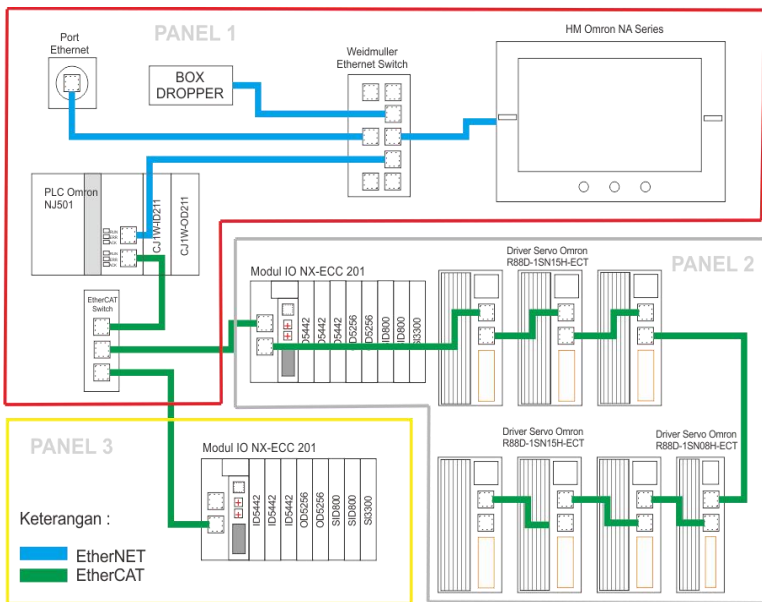 PANEL 1
Port
Ethernet
BOX
DROPPER
Weidmuller
Ethernet Switch
HM Omron NA Series
PLC Omron
NJ501
CJ1W-ID211
CJ1W-OD211
EtherCAT
Switch
PANEL 2
Modul IO NX-ECC 201
ID5442
ID5442
ID5442
OD5256
OD5256
SID800
SID800
SI3300
Driver Servo Omron
R88D-1SN15H-ECT
Driver Servo Omron
R88D-1SN15H-ECT
Driver Servo Omron
R88D-1SN08H-ECT
PANEL 3
Modul IO NX-ECC 201
ID5442
ID5442
ID5442
OD5256
OD5256
SID800
SID800
SI3300
Keterangan :
EtherNET
EtherCAT